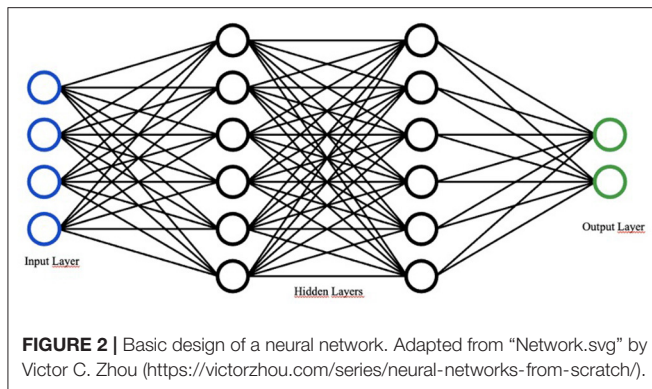 Input Layer
Hidden Layers
Output Layer
FIGURE 2 | Basic design of a neural network. Adapted from “Network.svg” by
Victor C. Zhou (https://victorzhou.com/series/neural-networks-from-scratch/).